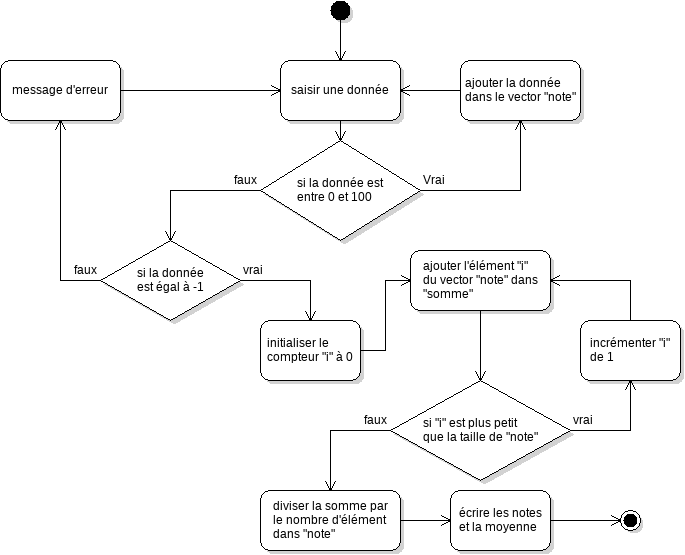 message d'erreur
saisir une donnée
ajouter la donnée
dans le vector "note"
faux
si la donnée est
entre 0 et 100
Vrai
faux
si la donnée
est égal à -1
vrai
ajouter l'élément "i"
du vector "note" dans
"somme"
initialiser le
compteur "i" à 0
incrémenter "i"
de 1
faux
si "i" est plus petit
que la taille de "note"
vrai
diviser la somme par
le nombre d'élément
dans "note"
écrire les notes
et la moyenne